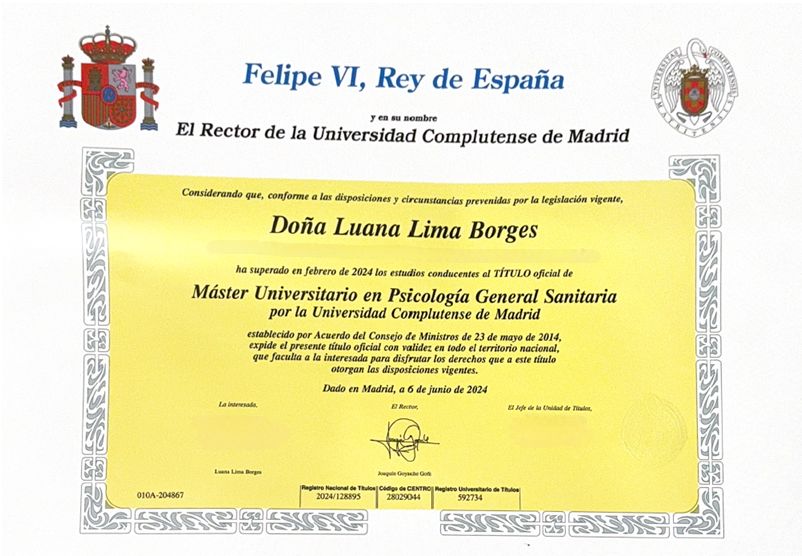 Felipe VI, Rey de España
y en su nombre
El Rector de la Universidad Complutense de Madrid
UNIVERSITAS COMPLUTENSIS
MATRITENSIS
Considerando que, conforme a las disposiciones y circunstancias prevenidas por la legislación vigente,
Doña Luana Lima Borges
ha superado en febrero de 2024 los estudios conducentes al TÍTULO oficial de
Máster Universitario en Psicología General Sanitaria
por la Universidad Complutense de Madrid
establecido por Acuerdo del Consejo de Ministros de 23 de mayo de 2014,
expide el presente título oficial con validez en todo el territorio nacional,
que faculta a la interesada para disfrutar los derechos que a este título
otorgan las disposiciones vigentes.
Dado en Madrid, a 6 de junio de 2024
La interesada, El Rector, El Jefe de la Unidad de Títulos,
Luana Lima Borges Joaquín Goyache Goñi
Registro Nacional de Títulos Código de CENTRO Registro Universitario de Títulos
010A-204867 2024/128895 28029044 592734